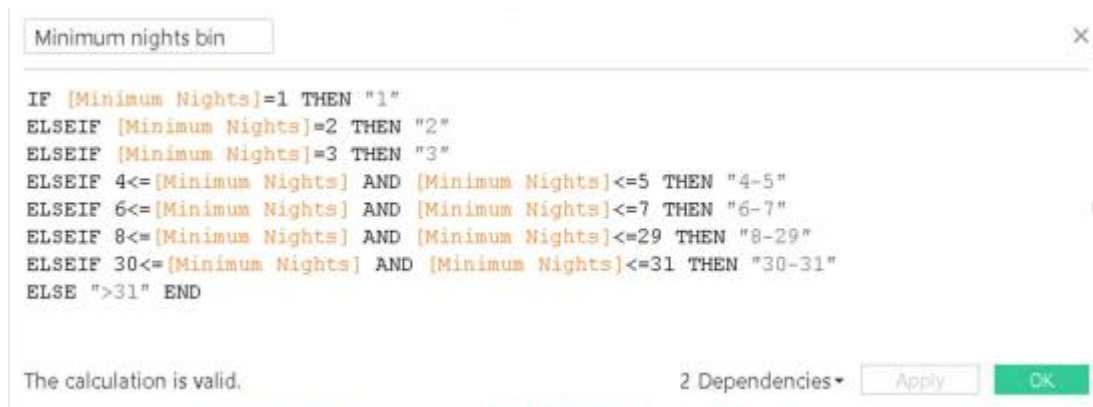 Minimum nights bin
IF [Minimum Nights]=1 THEN "1"
ELSEIF [Minimum Nights]=2 THEN "2"
ELSEIF [Minimum Nights]=3 THEN "3"
ELSEIF 4<=[Minimum Nights] AND [Minimum Nights]<=5 THEN "4-5"
ELSEIF 6<=[Minimum Nights] AND [Minimum Nights]<=7 THEN "6-7"
ELSEIF 8<=[Minimum Nights] AND [Minimum Nights]<=29 THEN "8-29"
ELSEIF 30<=[Minimum Nights] AND [Minimum Nights]<=31 THEN "30-31"
ELSE ">31" END
The calculation is valid. 2 Dependencies Apply OK